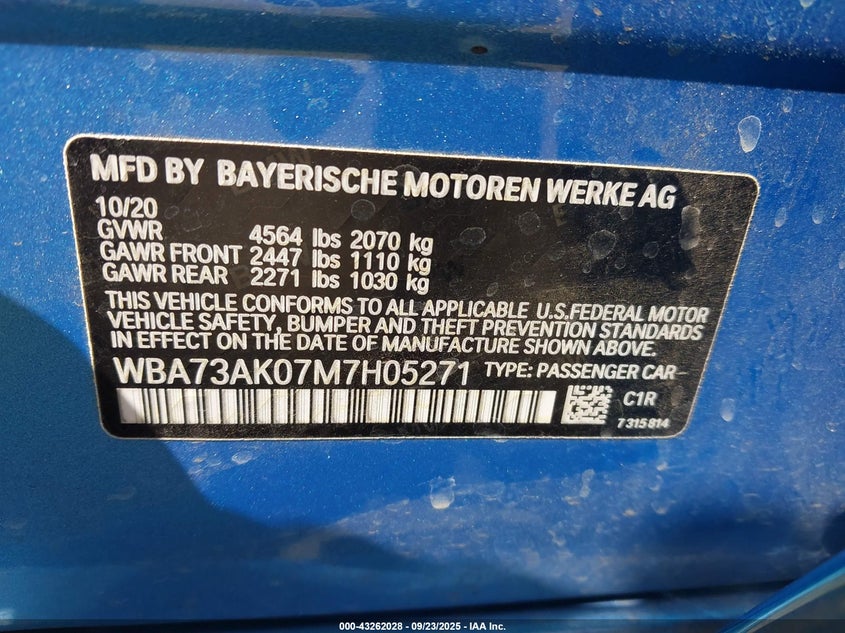 MFD BY BAYERISCHE MOTOREN WERKE AG
10/20
GVWR 4564 lbs 2070 kg
GAWR FRONT 2447 lbs 1110 kg
GAWR REAR 2271 lbs 1030 kg
THIS VEHICLE CONFORMS TO ALL APPLICABLE U.S.FEDERAL MOTOR
VEHICLE SAFETY, BUMPER AND THEFT PREVENTION STANDARDS
IN EFFECT ON THE DATE OF MANUFACTURE SHOWN ABOVE.
WBA73AK07M7H05271 TYPE: PASSENGER CAR
C1R
7 315 814
000-43262028 - 09/23/2025 - IAA Inc.